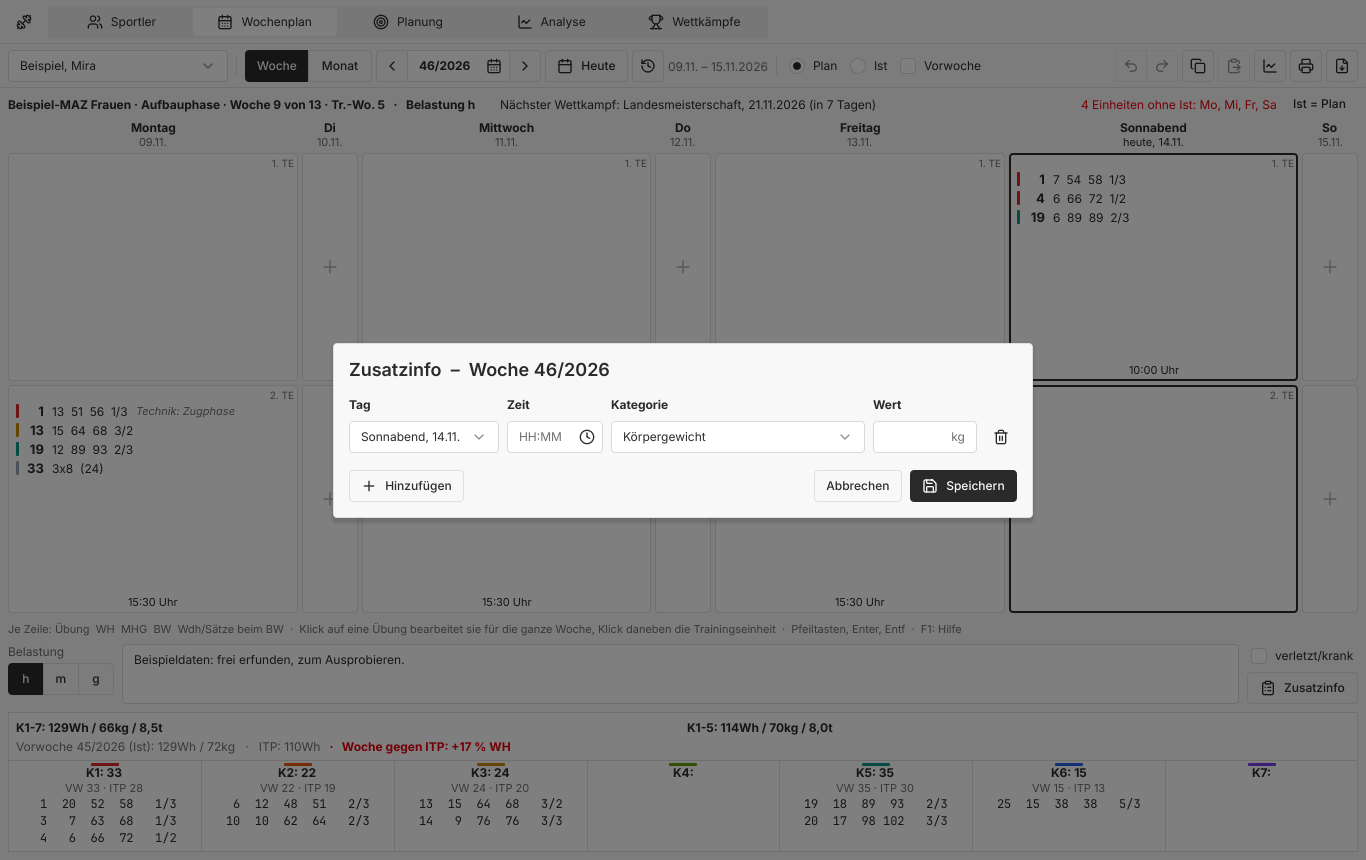 Sportler Wochenplan Planung Analyse Wettkämpfe
Beispiel, Mira Woche Monat 46/2026 Heute 09.11. – 15.11.2026 Plan Ist Vorwoche
Beispiel-MAZ Frauen · Aufbauphase · Woche 9 von 13 · Tr.-Wo. 5 · Belastung h Nächster Wettkampf: Landesmeisterschaft, 21.11.2026 (in 7 Tagen) 4 Einheiten ohne Ist: Mo, Mi, Fr, Sa Ist = Plan
Montag Di Mittwoch Do Freitag Sonnabend So
09.11. 10.11. 11.11. 12.11. 13.11. heute, 14.11. 15.11.
1. TE 1. TE 1. TE 1. TE
1 7 54 58 1/3
4 6 66 72 1/2
19 6 89 89 2/3
10:00 Uhr
Zusatzinfo – Woche 46/2026
Tag Zeit Kategorie Wert
Sonnabend, 14.11. HH:MM Körpergewicht kg
Hinzufügen Abbrechen Speichern
2. TE 2. TE
1 13 51 56 1/3 Technik: Zugphase
13 15 64 68 3/2
19 12 89 93 2/3
33 3x8 (24)
15:30 Uhr 15:30 Uhr 15:30 Uhr
Je Zeile: Übung WH MHG BW Wdh/Sätze beim BW · Klick auf eine Übung bearbeitet sie für die ganze Woche, Klick daneben die Trainingseinheit · Pfeiltasten, Enter, Entf · F1: Hilfe
Belastung
h m g
Beispieldaten: frei erfunden, zum Ausprobieren.
verletzt/krank
Zusatzinfo
K1-7: 129Wh / 66kg / 8,5t K1-5: 114Wh / 70kg / 8,0t
Vorwoche 45/2026 (Ist): 129Wh / 72kg · ITP: 110Wh · Woche gegen ITP: +17 % WH
K1: 33 K2: 22 K3: 24 K4: K5: 35 K6: 15 K7:
VW 33 · ITP 28 VW 22 · ITP 19 VW 24 · ITP 20 VW 35 · ITP 30 VW 15 · ITP 13
1 20 52 58 1/3 6 12 48 51 2/3 13 15 64 68 3/2 19 18 89 93 2/3 25 15 38 38 5/3
3 7 63 68 1/3 10 10 62 64 2/3 14 9 76 76 3/3 20 17 98 102 3/3
4 6 66 72 1/2